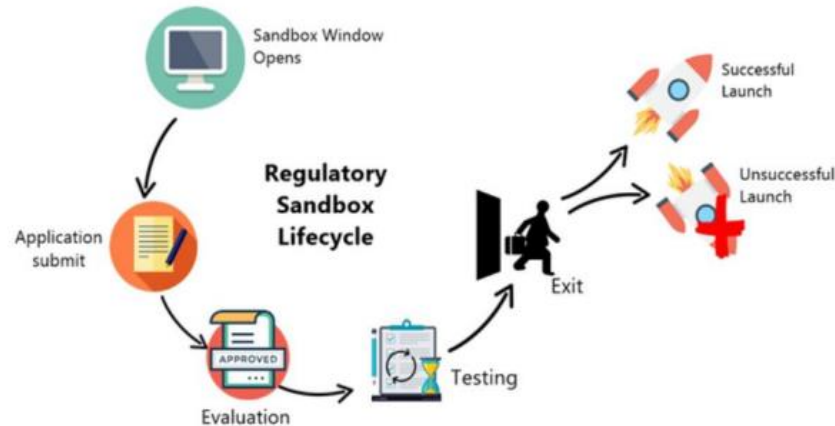 Sandbox Window
Opens
Successful
Launch
Regulatory
Sandbox
Lifecycle
Unsuccessful
Launch
Application
submit
Exit
APPROVED
Testing
Evaluation